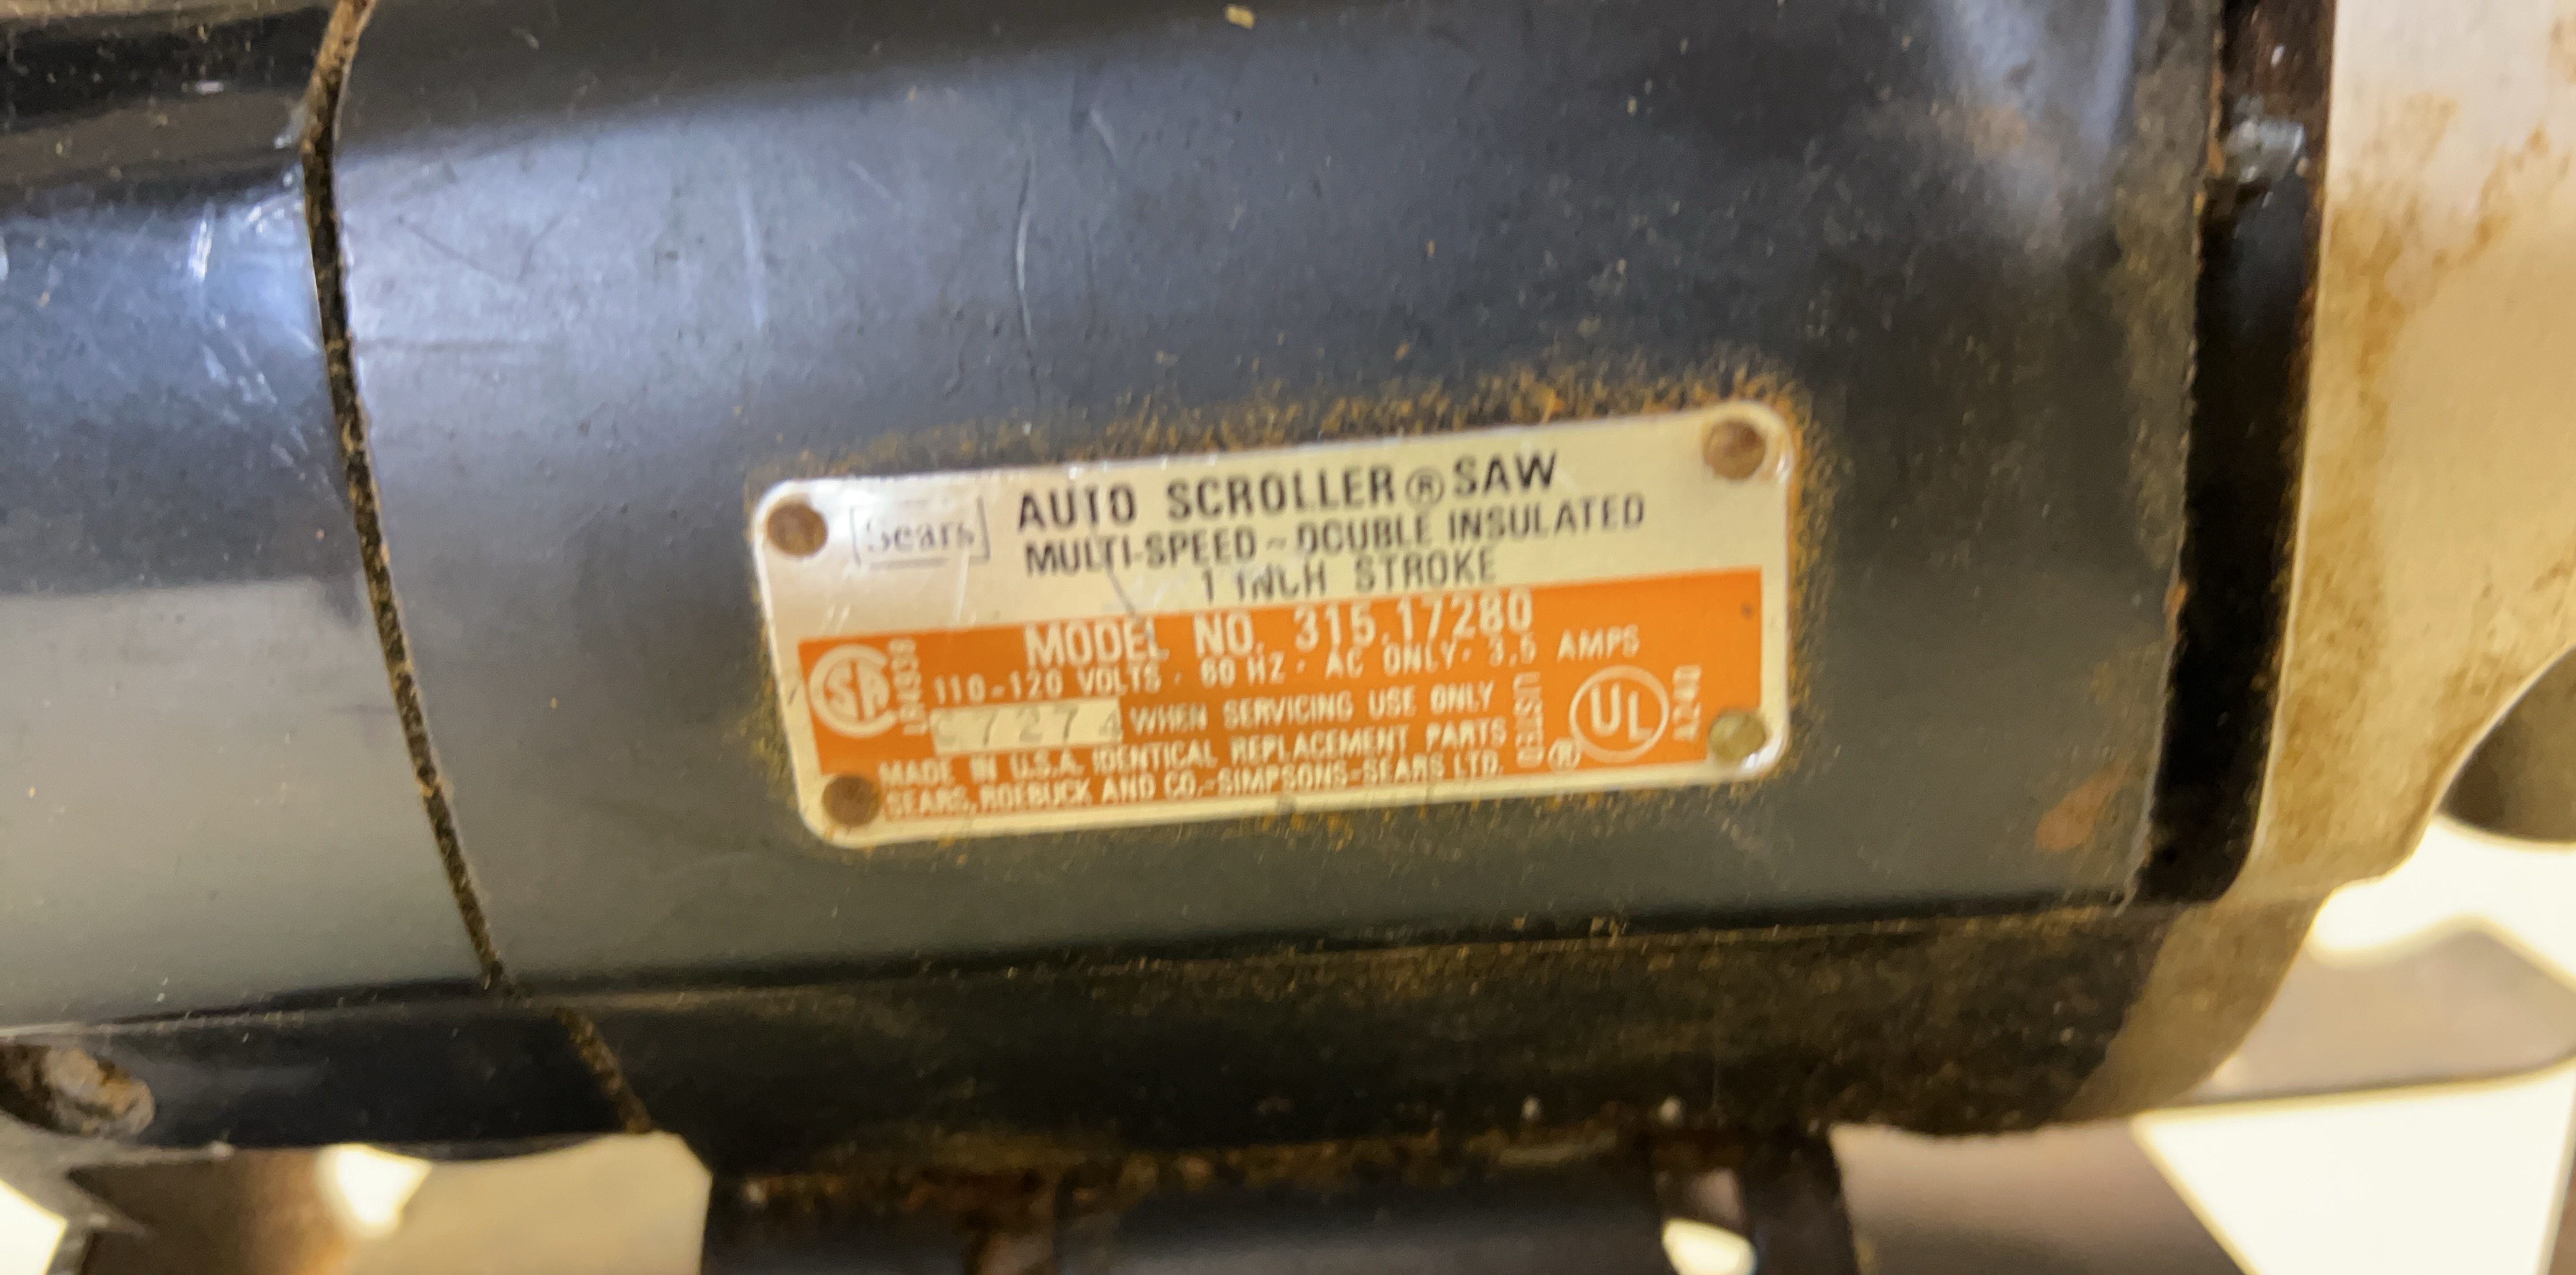 Sears
AUTO SCROLLER ® SAW
MULTI-SPEED ~ DOUBLE INSULATED
1 INCH STROKE
MODEL NO. 315.17280
110-120 VOLTS · 60 HZ · AC ONLY · 3.5 AMPS
7274 WHEN SERVICING USE ONLY
MADE IN U.S.A. IDENTICAL REPLACEMENT PARTS
SEARS, ROEBUCK AND CO.-SIMPSONS-SEARS LTD.
SA
LISTED
UL
®